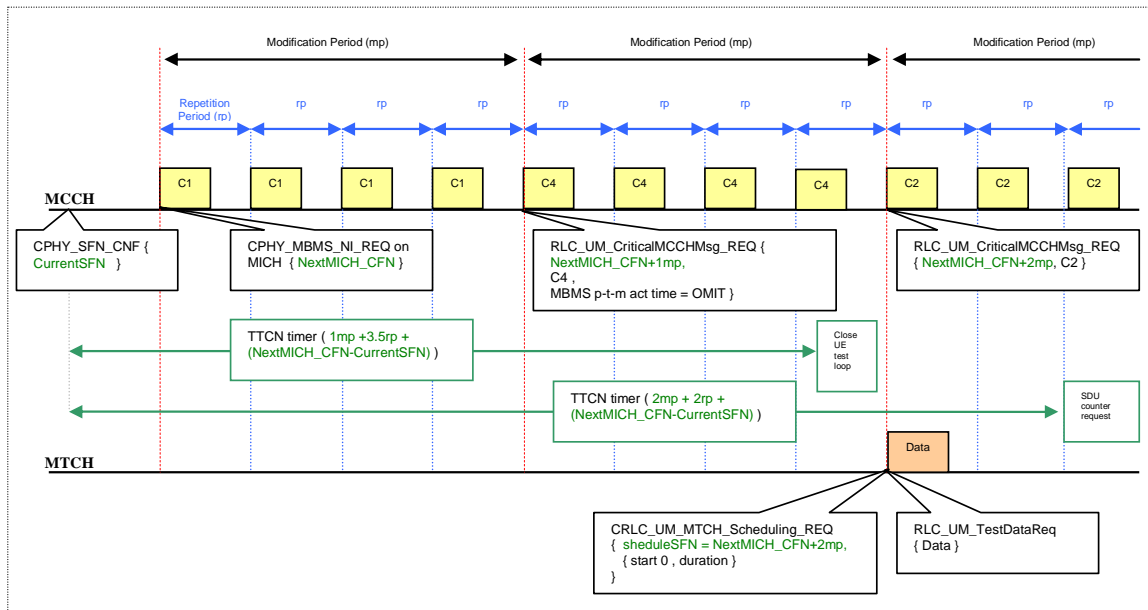 Modification Period (mp)
Modification Period (mp)
Modification Period (mp)
Repetition
Period (rp)
rp
rp
rp
rp
rp
rp
rp
rp
rp
rp
C1
C1
C1
C1
C4
C4
C4
C4
C2
C2
C2
MCCH
CPHY_SFN_CNF {
CurrentSFN }
CPHY_MBMS_NI_REQ on
MICH { NextMICH_CFN }
RLC_UM_CriticalMCCHMsg_REQ {
NextMICH_CFN+1mp,
C4 ,
MBMS p-t-m act time = OMIT }
RLC_UM_CriticalMCCHMsg_REQ
{ NextMICH_CFN+2mp, C2 }
TTCN timer ( 1mp +3.5rp +
(NextMICH_CFN-CurrentSFN) )
Close
UE
test
loop
TTCN timer ( 2mp + 2rp +
(NextMICH_CFN-CurrentSFN) )
SDU
counter
request
Data
MTCH
CRLC_UM_MTCH_Scheduling_REQ
{ sheduleSFN = NextMICH_CFN+2mp,
{ start 0 , duration }
}
RLC_UM_TestDataReq
{ Data }